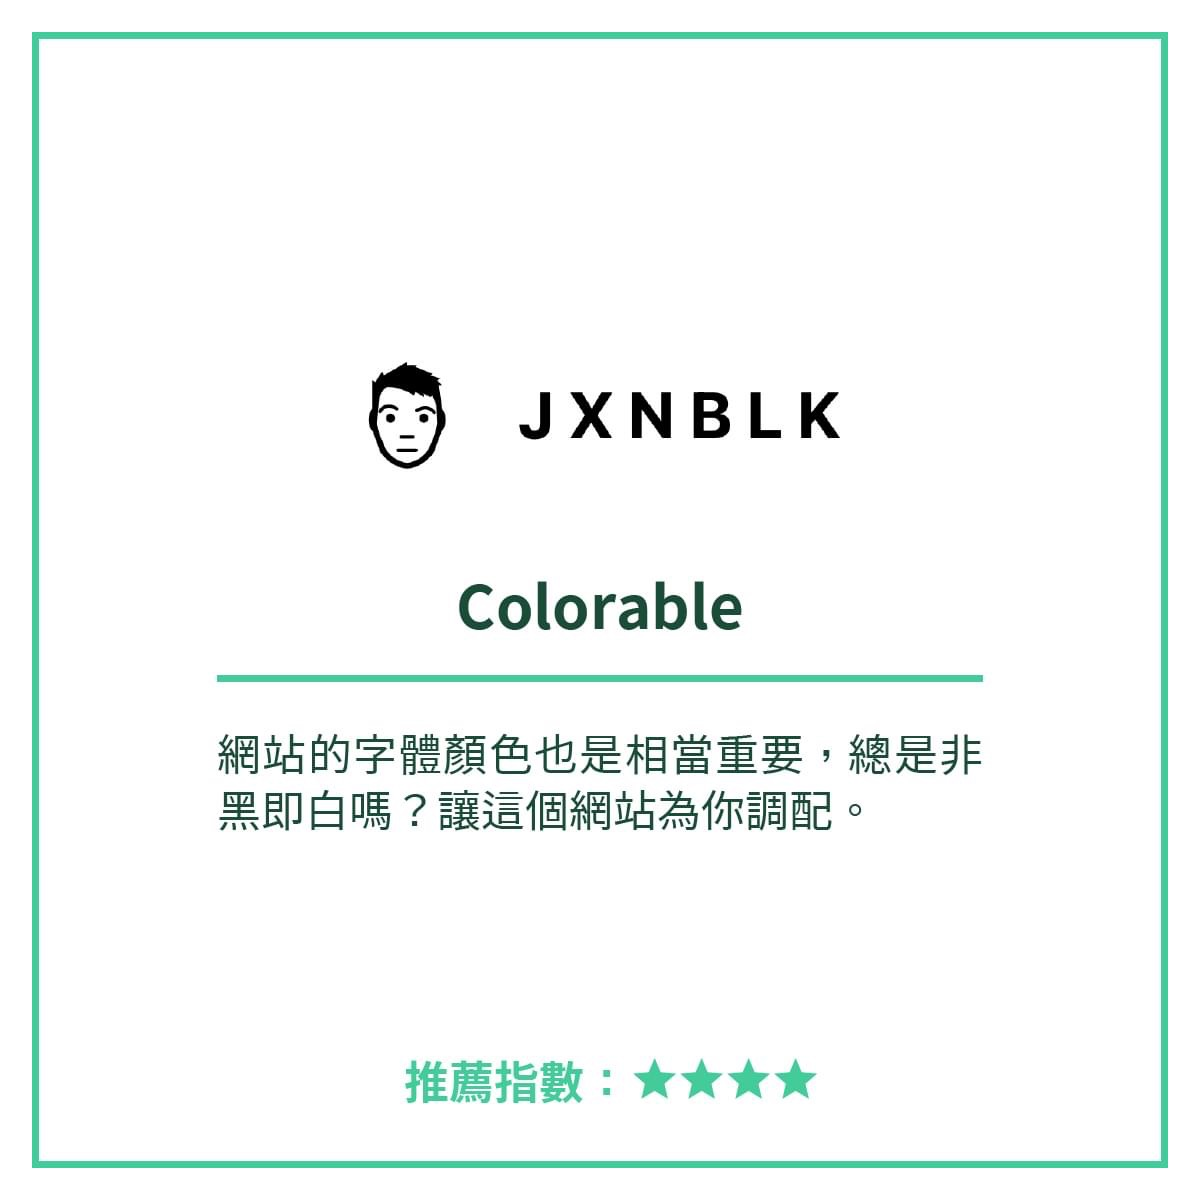 JXNBLK
Colorable
網站的字體顏色也是相當重要，總是非
黑即白嗎？讓這個網站為你調配。
推薦指數：★★★★